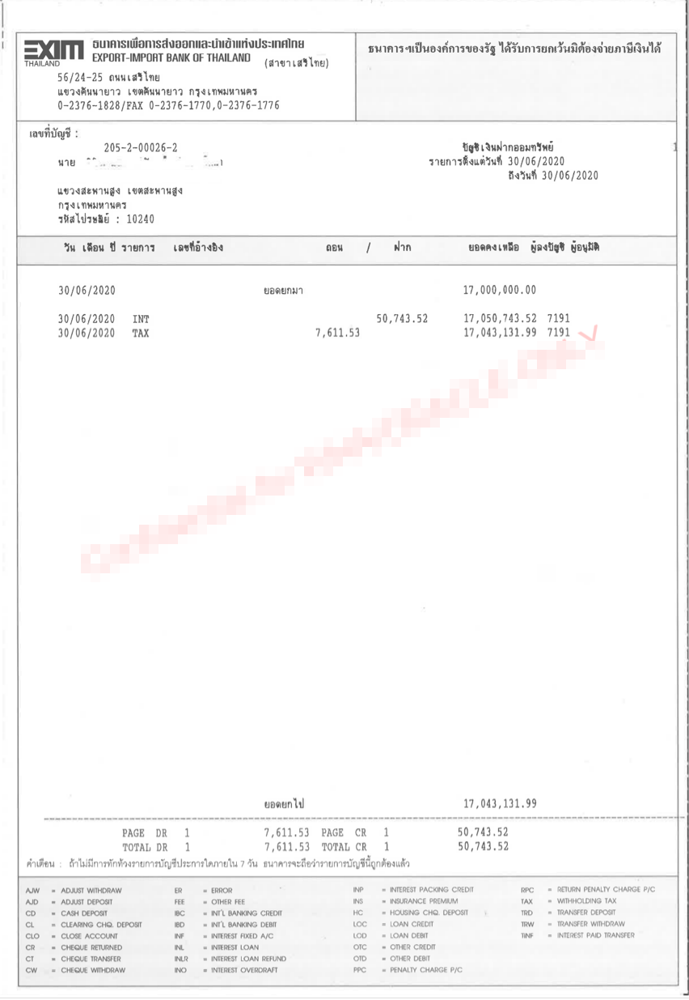 EXIM THAILAND
ธนาคารเพื่อการส่งออกและนำเข้าแห่งประเทศไทย
EXPORT-IMPORT BANK OF THAILAND (สาขาเสรีไทย)
56/24-25 ถนนเสรีไทย
แขวงคันนายาว เขตคันนายาว กรุงเทพมหานคร
0-2376-1828/FAX 0-2376-1770,0-2376-1776
ธนาคารฯเป็นองค์การของรัฐ ได้รับการยกเว้นมิต้องจ่ายภาษีเงินได้
เลขที่บัญชี :
205-2-00026-2
นาย
แขวงสะพานสูง เขตสะพานสูง
กรุงเทพมหานคร
รหัสไปรษณีย์ : 10240
บัญชีเงินฝากออมทรัพย์ 1
รายการตั้งแต่วันที่ 30/06/2020
ถึงวันที่ 30/06/2020
วัน เดือน ปี รายการ เลขที่อ้างอิง ถอน / ฝาก ยอดคงเหลือ ผู้ลงบัญชี ผู้อนุมัติ
30/06/2020 ยอดยกมา 17,000,000.00
30/06/2020 INT 50,743.52 17,050,743.52 7191
30/06/2020 TAX 7,611.53 17,043,131.99 7191
ยอดยกไป 17,043,131.99
PAGE DR 1 7,611.53 PAGE CR 1 50,743.52
TOTAL DR 1 7,611.53 TOTAL CR 1 50,743.52
คำเตือน : ถ้าไม่มีการทักท้วงรายการบัญชีประการใดภายใน 7 วัน ธนาคารจะถือว่ารายการบัญชีนี้ถูกต้องแล้ว
AJW = ADJUST WITHDRAW ER = ERROR INP = INTEREST PACKING CREDIT RPC = RETURN PENALTY CHARGE P/C
AJD = ADJUST DEPOSIT FEE = OTHER FEE INS = INSURANCE PREMIUM TAX = WITHHOLDING TAX
CD = CASH DEPOSIT IBC = INT'L BANKING CREDIT HC = HOUSING CHQ. DEPOSIT TRD = TRANSFER DEPOSIT
CL = CLEARING CHQ. DEPOSIT IBD = INT'L BANKING DEBIT LOC = LOAN CREDIT TRW = TRANSFER WITHDRAW
CLO = CLOSE ACCOUNT INF = INTEREST FIXED A/C LOD = LOAN DEBIT TINF = INTEREST PAID TRANSFER
CR = CHEQUE RETURNED INL = INTEREST LOAN OTC = OTHER CREDIT
CT = CHEQUE TRANSFER INLR = INTEREST LOAN REFUND OTD = OTHER DEBIT
CW = CHEQUE WITHDRAW INO = INTEREST OVERDRAFT PPC = PENALTY CHARGE P/C